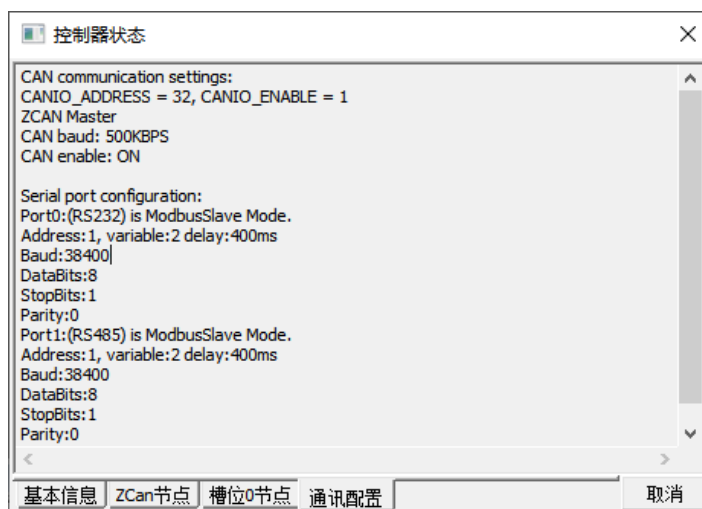 控制器状态
CAN communication settings:
CANIO_ADDRESS = 32, CANIO_ENABLE = 1
ZCAN Master
CAN baud: 500KBPS
CAN enable: ON
Serial port configuration:
Port0:(RS232) is ModbusSlave Mode.
Address:1, variable:2 delay:400ms
Baud:38400
DataBits:8
StopBits:1
Parity:0
Port1:(RS485) is ModbusSlave Mode.
Address:1, variable:2 delay:400ms
Baud:38400
DataBits:8
StopBits:1
Parity:0
基本信息 ZCan节点 槽位0节点 通讯配置 取消